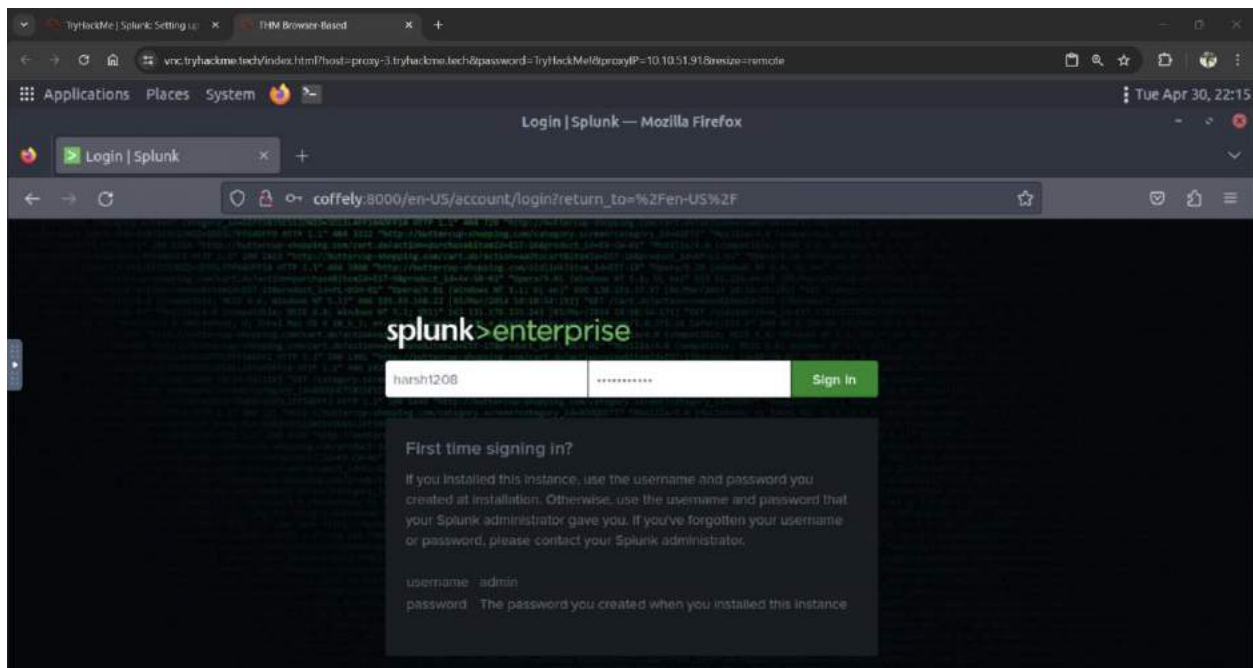 TryHackMe | Splunk: Setting up
THM Browser-Based
vnc.tryhackme.tech/index.html?host=proxy-3.tryhackme.tech&password=TryHackMe!&proxyIP=10.10.51.91&resize=remote
Applications Places System
Tue Apr 30, 22:15
Login | Splunk — Mozilla Firefox
Login | Splunk
coffely:8000/en-US/account/login?return_to=%2Fen-US%2F
splunk>enterprise
harsh1208
••••••••••• Sign In
First time signing in?
If you installed this instance, use the username and password you
created at installation. Otherwise, use the username and password that
your Splunk administrator gave you. If you've forgotten your username
or password, please contact your Splunk administrator.
username admin
password The password you created when you installed this instance